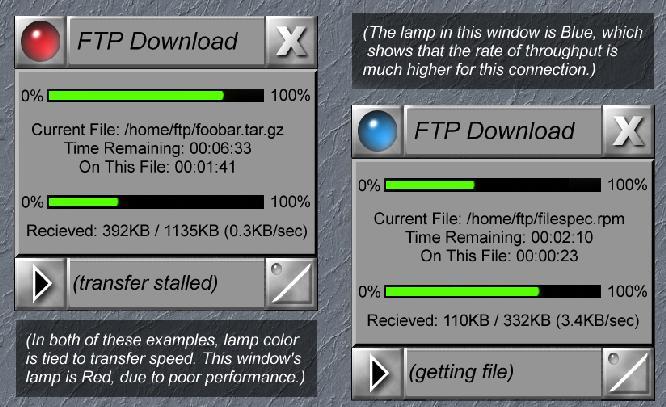 FTP Download
0% 100%
Current File: /home/ftp/foobar.tar.gz
Time Remaining: 00:06:33
On This File: 00:01:41
0% 100%
Recieved: 392KB / 1135KB (0.3KB/sec)
(transfer stalled)
(In both of these examples, lamp color
is tied to transfer speed. This window's
lamp is Red, due to poor performance.)
(The lamp in this window is Blue, which
shows that the rate of throughput is
much higher for this connection.)
FTP Download
0% 100%
Current File: /home/ftp/filespec.rpm
Time Remaining: 00:02:10
On This File: 00:00:23
0% 100%
Recieved: 110KB / 332KB (3.4KB/sec)
(getting file)